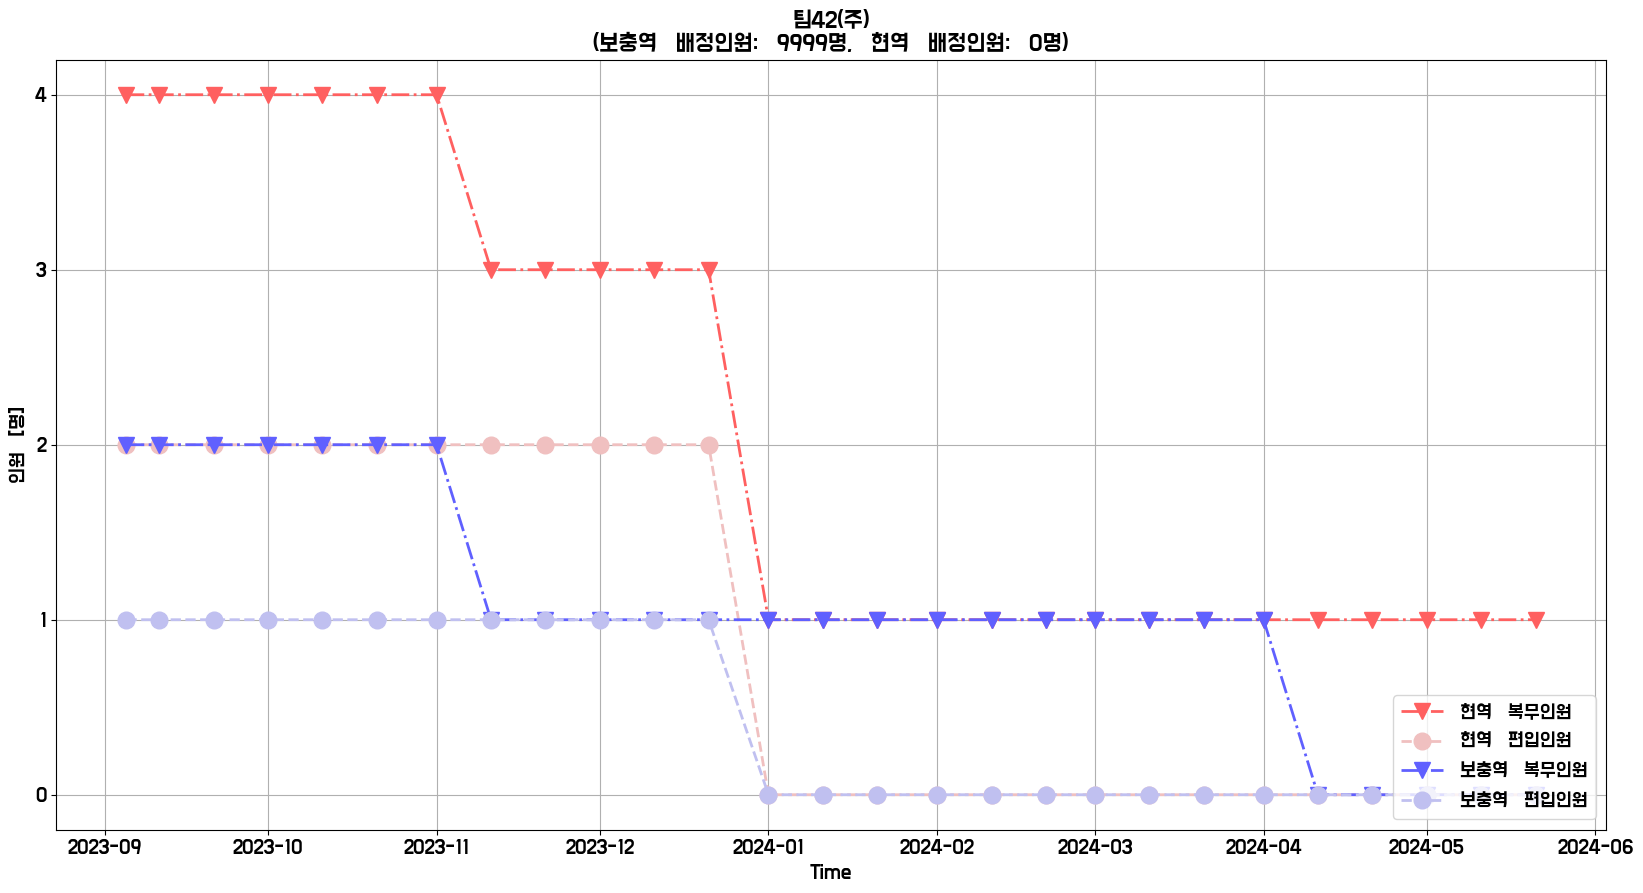 팀42(주)
(보충역 배정인원: 9999명, 현역 배정인원: 0명)
4
3
2
1
0
인원 [명]
2023-09 2023-10 2023-11 2023-12 2024-01 2024-02 2024-03 2024-04 2024-05 2024-06
Time
현역 복무인원
현역 편입인원
보충역 복무인원
보충역 편입인원